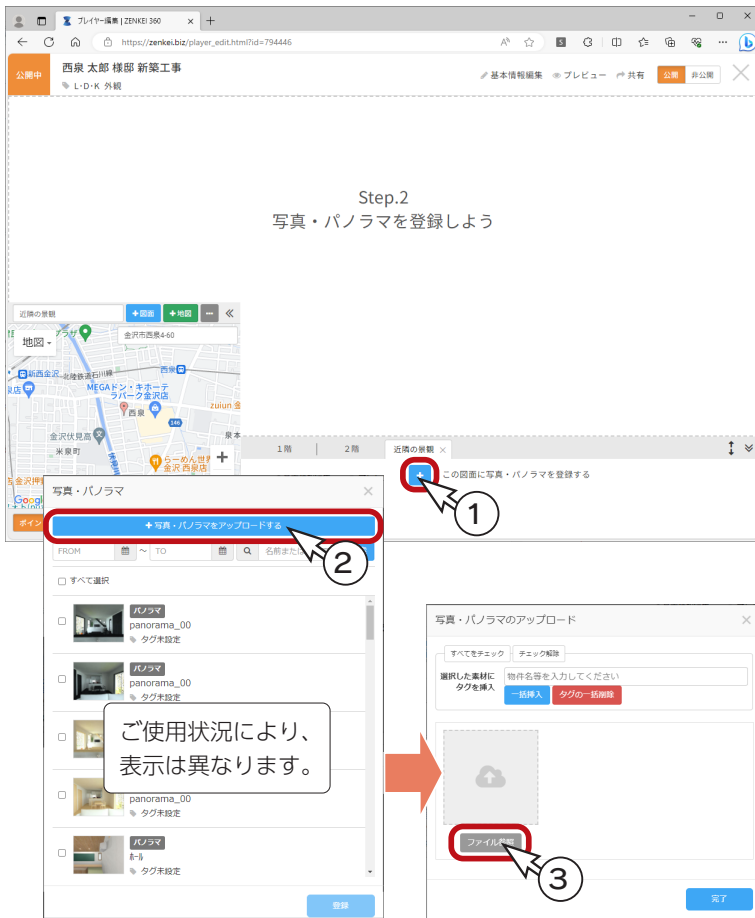 プレイヤー編集 | ZENKEI 360
https://zenkei.biz/player_edit.html?id=794446
公開中
西泉 太郎 様邸 新築工事
基本情報編集 プレビュー 共有 公開 非公開
L・D・K 外観
Step.2
写真・パノラマを登録しよう
近隣の景観 +図面 +地図
地図
金沢市西泉4-60
新西金沢
北陸鉄道石川線
西泉
MEGAドン・キホーテ
ラパーク金沢店
西泉
zuiun
146
金沢伏見高
米泉町
らーめん世界
金沢 西泉店
泉本
1階 2階 近隣の景観
この図面に写真・パノラマを登録する
1
写真・パノラマ
+写真・パノラマをアップロードする
2
FROM ~ TO 名前または
すべて選択
パノラマ
panorama_00
タグ未設定
パノラマ
panorama_00
タグ未設定
ご使用状況により、
表示は異なります。
panorama_00
タグ未設定
パノラマ
ホール
タグ未設定
登録
写真・パノラマのアップロード
すべてをチェック チェック解除
選択した素材に
タグを挿入
物件名等を入力してください
一括挿入 タグの一括削除
ファイル参照
3
完了